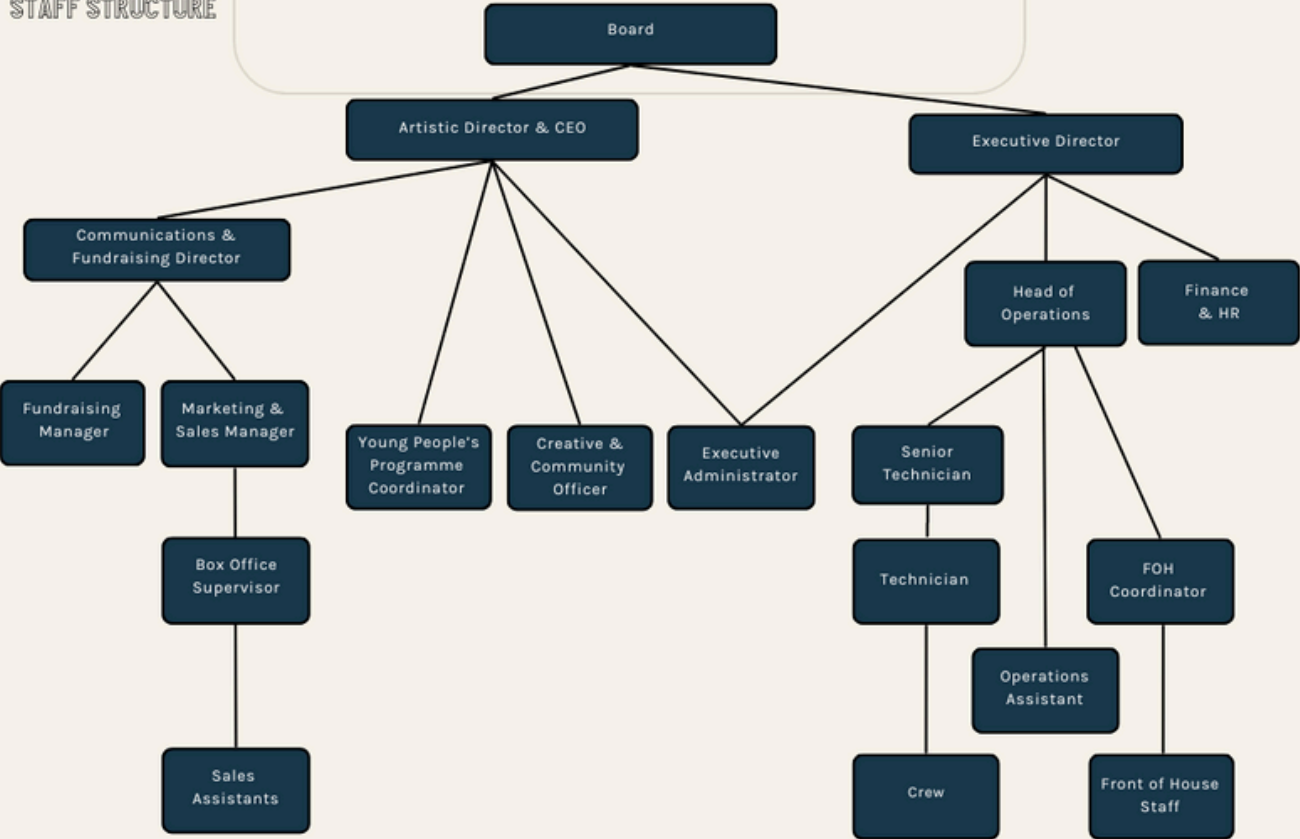 STAFF STRUCTURE
Board
Artistic Director & CEO
Executive Director
Communications &
Fundraising Director
Head of
Operations
Finance
& HR
Fundraising
Manager
Marketing &
Sales Manager
Young People's
Programme
Coordinator
Creative &
Community
Officer
Executive
Administrator
Senior
Technician
Box Office
Supervisor
Technician
FOH
Coordinator
Operations
Assistant
Sales
Assistants
Crew
Front of House
Staff